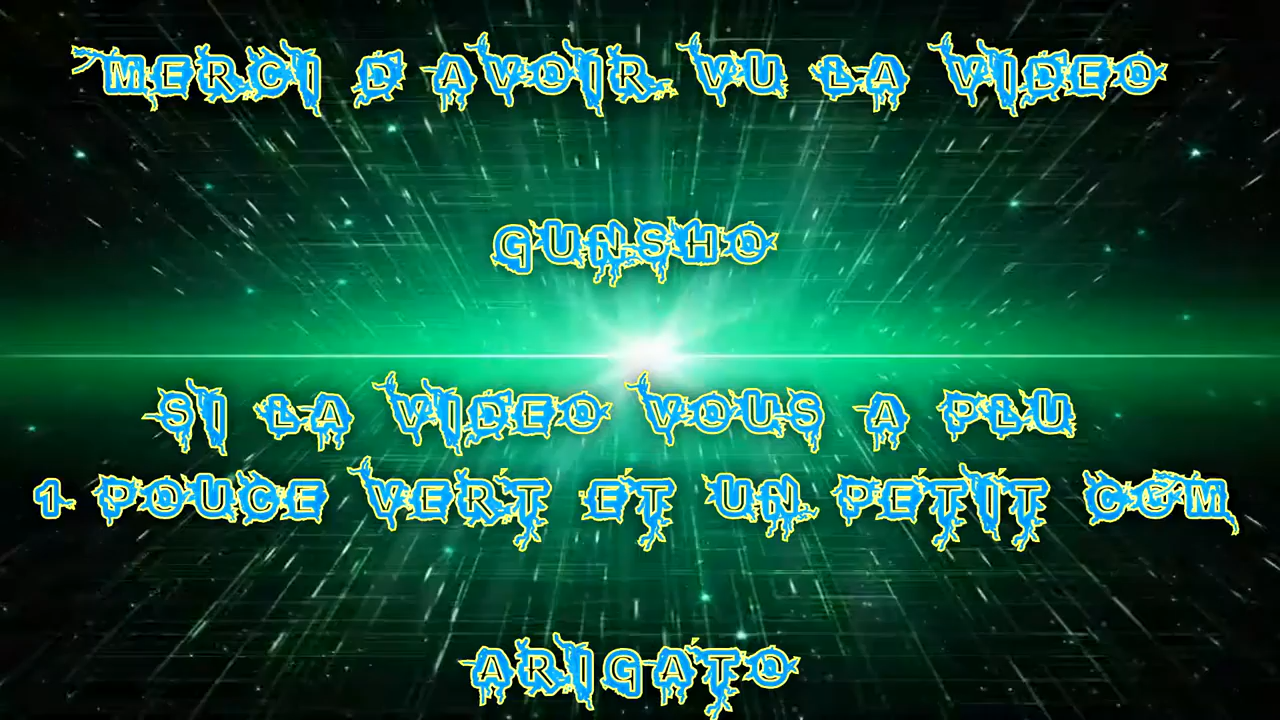 MERCI D AVOIR VU LA VIDEO
GUNSHO
SI LA VIDEO VOUS A PLU
1 POUCE VERT ET UN PETIT COM
ARIGATO